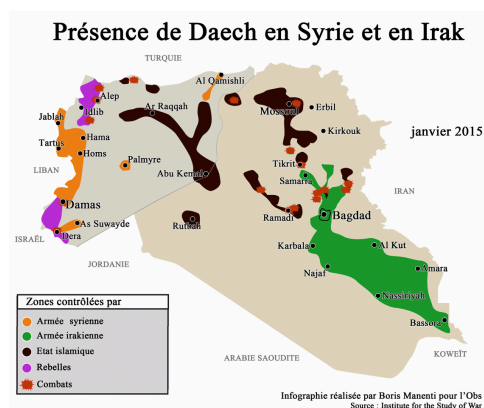 Présence de Daech en Syrie et en Irak
TURQUIE
Al Qamishli
Alep
Idlib
Ar Raqqah
Mossoul
Erbil
Jablah
Kirkouk
janvier 2015
Tartus
Hama
Homs
Palmyre
Tikrit
LIBAN
Abu Kemal
Samarra
IRAN
Damas
Ramadi
Bagdad
As Suwayde
Rutbah
ISRAËL
Dera
Karbala
Al Kut
JORDANIE
Najaf
Amara
Zones contrôlées par
Nassiriyah
Armée syrienne
Bassora
Armée irakienne
Etat islamique
KOWEÏT
Rebelles
ARABIE SAOUDITE
Combats
Infographie réalisée par Boris Manenti pour l'Obs
Source : Institute for the Study of War